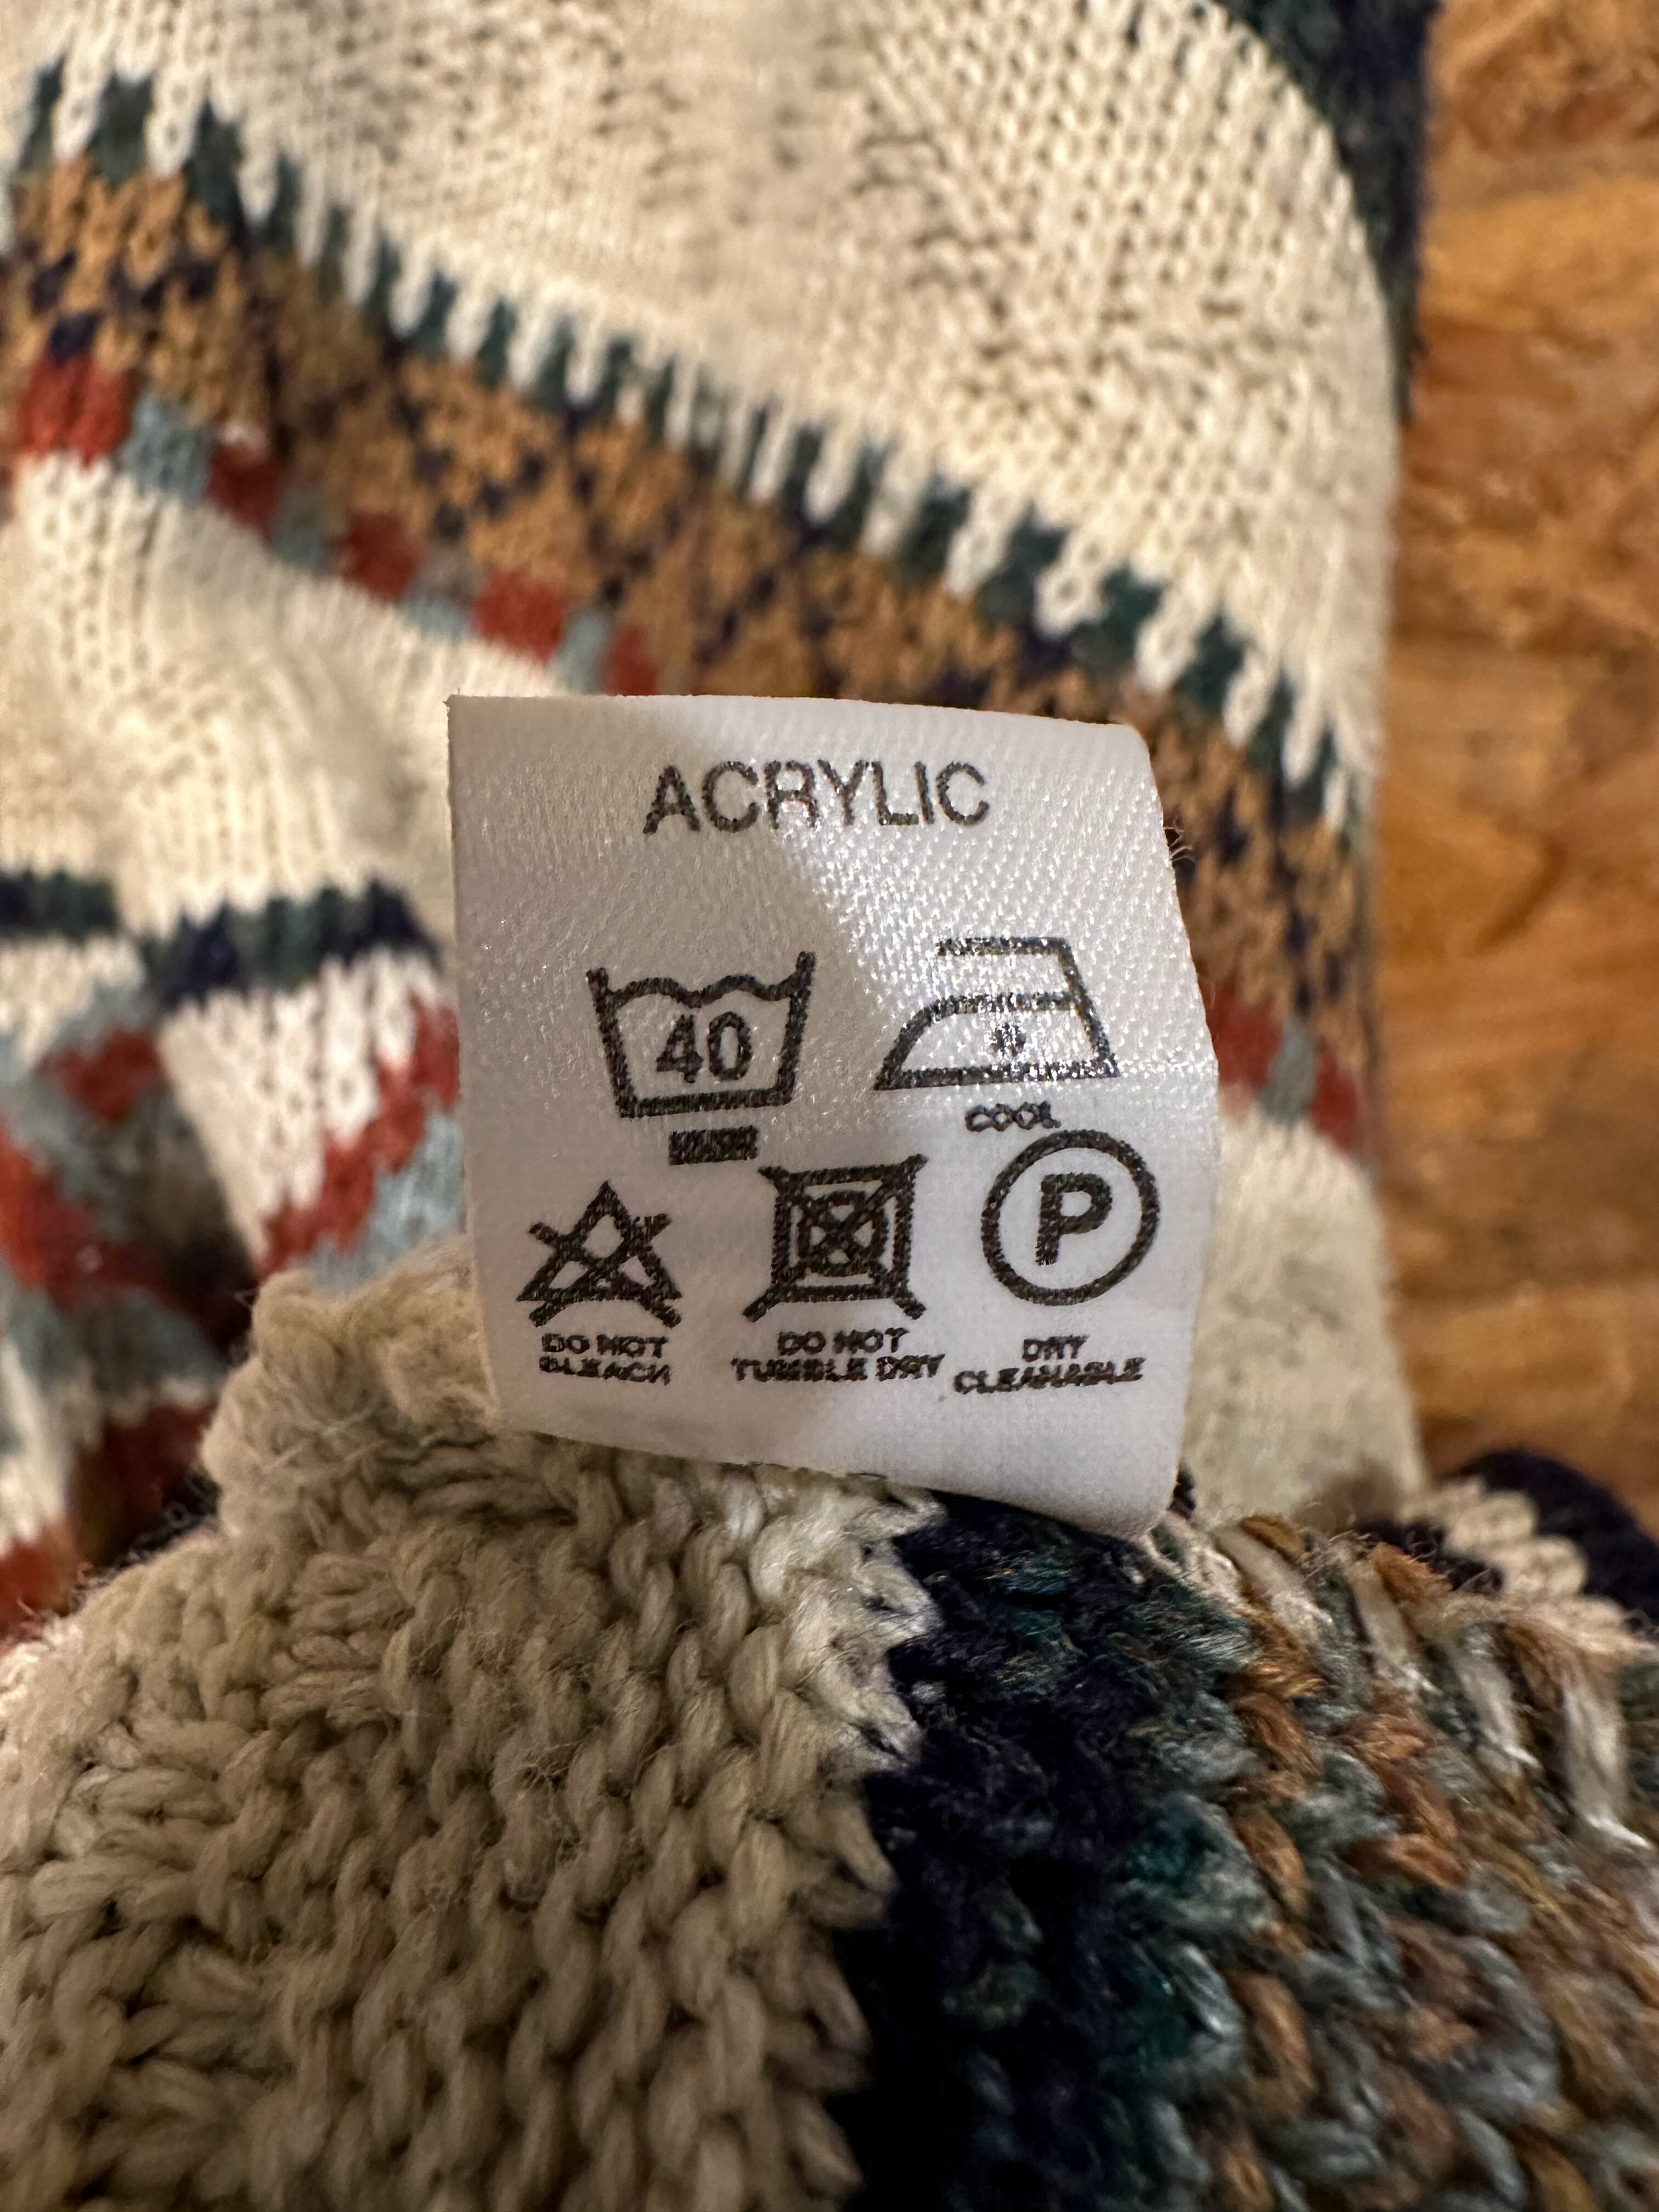 ACRYLIC
40
COOL
P
DO NOT
BLEACH
DO NOT
TUMBLE DRY
DRY
CLEANABLE